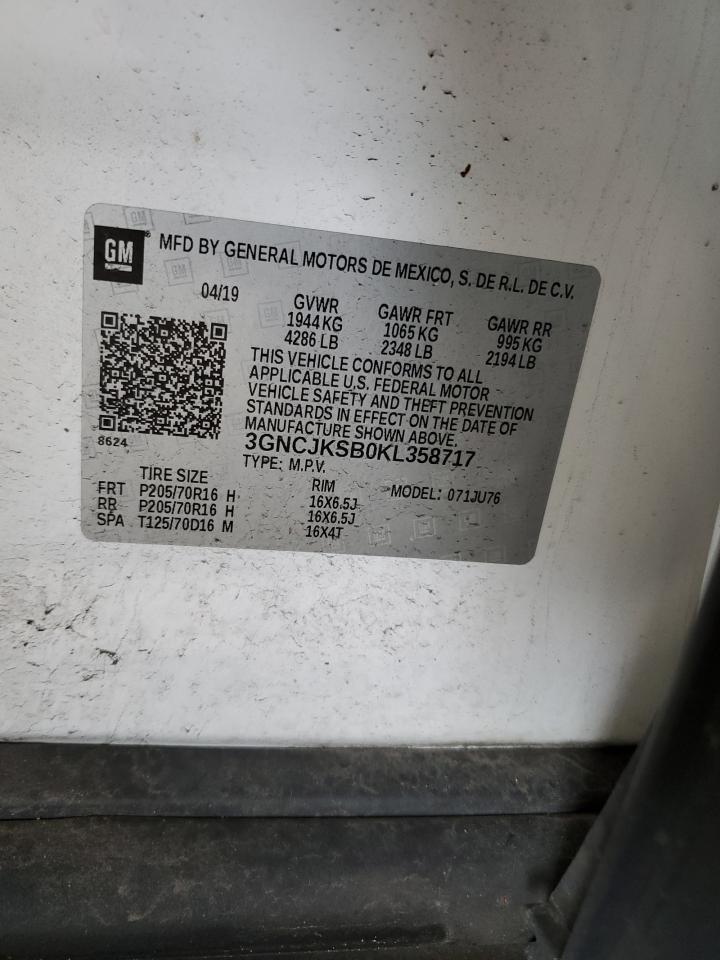 GM MFD BY GENERAL MOTORS DE MEXICO, S. DE R.L. DE C.V.
04/19 GVWR GAWR FRT GAWR RR
1944 KG 1065 KG 995 KG
4286 LB 2348 LB 2194 LB
THIS VEHICLE CONFORMS TO ALL
APPLICABLE U.S. FEDERAL MOTOR
VEHICLE SAFETY AND THEFT PREVENTION
STANDARDS IN EFFECT ON THE DATE OF
MANUFACTURE SHOWN ABOVE.
8624 3GNCJKSB0KL358717
TYPE: M.P.V.
TIRE SIZE RIM MODEL: 071JU76
FRT P205/70R16 H 16X6.5J
RR P205/70R16 H 16X6.5J
SPA T125/70D16 M 16X4T